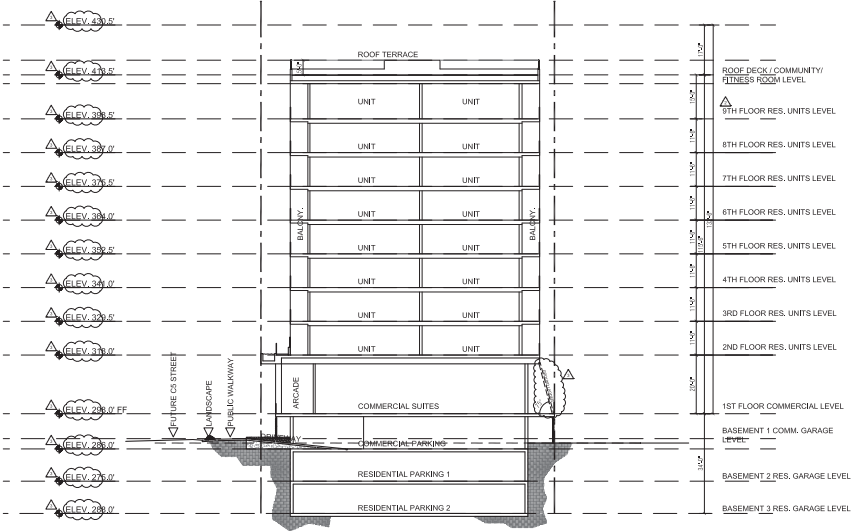 ELEV. 430.5'
ROOF TERRACE
ELEV. 413.5'
ROOF DECK / COMMUNITY/
FITNESS ROOM LEVEL
UNIT UNIT
ELEV. 398.5'
9TH FLOOR RES. UNITS LEVEL
UNIT UNIT
ELEV. 387.0'
8TH FLOOR RES. UNITS LEVEL
UNIT UNIT
ELEV. 375.5'
7TH FLOOR RES. UNITS LEVEL
UNIT UNIT
ELEV. 364.0'
6TH FLOOR RES. UNITS LEVEL
BALCNY.
BALCNY.
UNIT UNIT
ELEV. 352.5'
5TH FLOOR RES. UNITS LEVEL
UNIT UNIT
ELEV. 341.0'
4TH FLOOR RES. UNITS LEVEL
UNIT UNIT
ELEV. 329.5'
3RD FLOOR RES. UNITS LEVEL
UNIT UNIT
ELEV. 318.0'
2ND FLOOR RES. UNITS LEVEL
FUTURE C5 STREET
LANDSCAPE
PUBLIC WALKWAY
ARCADE
ELEV. 298.0' FF
COMMERCIAL SUITES
1ST FLOOR COMMERCIAL LEVEL
ELEV. 286.0'
COMMERCIAL PARKING
BASEMENT 1 COMM. GARAGE
LEVEL
ELEV. 276.0'
RESIDENTIAL PARKING 1
BASEMENT 2 RES. GARAGE LEVEL
RESIDENTIAL PARKING 2
BASEMENT 3 RES. GARAGE LEVEL